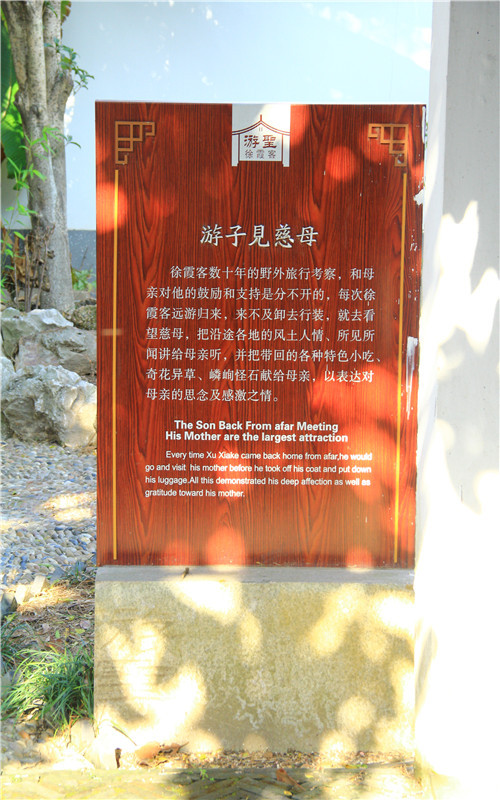 游聖
徐霞客
游子見慈母
徐霞客数十年的野外旅行考察，和母
亲对他的鼓励和支持是分不开的，每次徐
霞客远游归来，来不及卸去行装，就去看
望慈母，把沿途各地的风土人情、所见所
闻讲给母亲听，并把带回的各种特色小吃、
奇花异草、嶙峋怪石献给母亲，以表达对
母亲的思念及感激之情。
The Son Back From afar Meeting
His Mother are the largest attraction
Every time Xu Xiake came back home from afar,he would
go and visit his mother before he took off his coat and put down
his luggage.All this demonstrated his deep affection as well as
gratitude toward his mother.